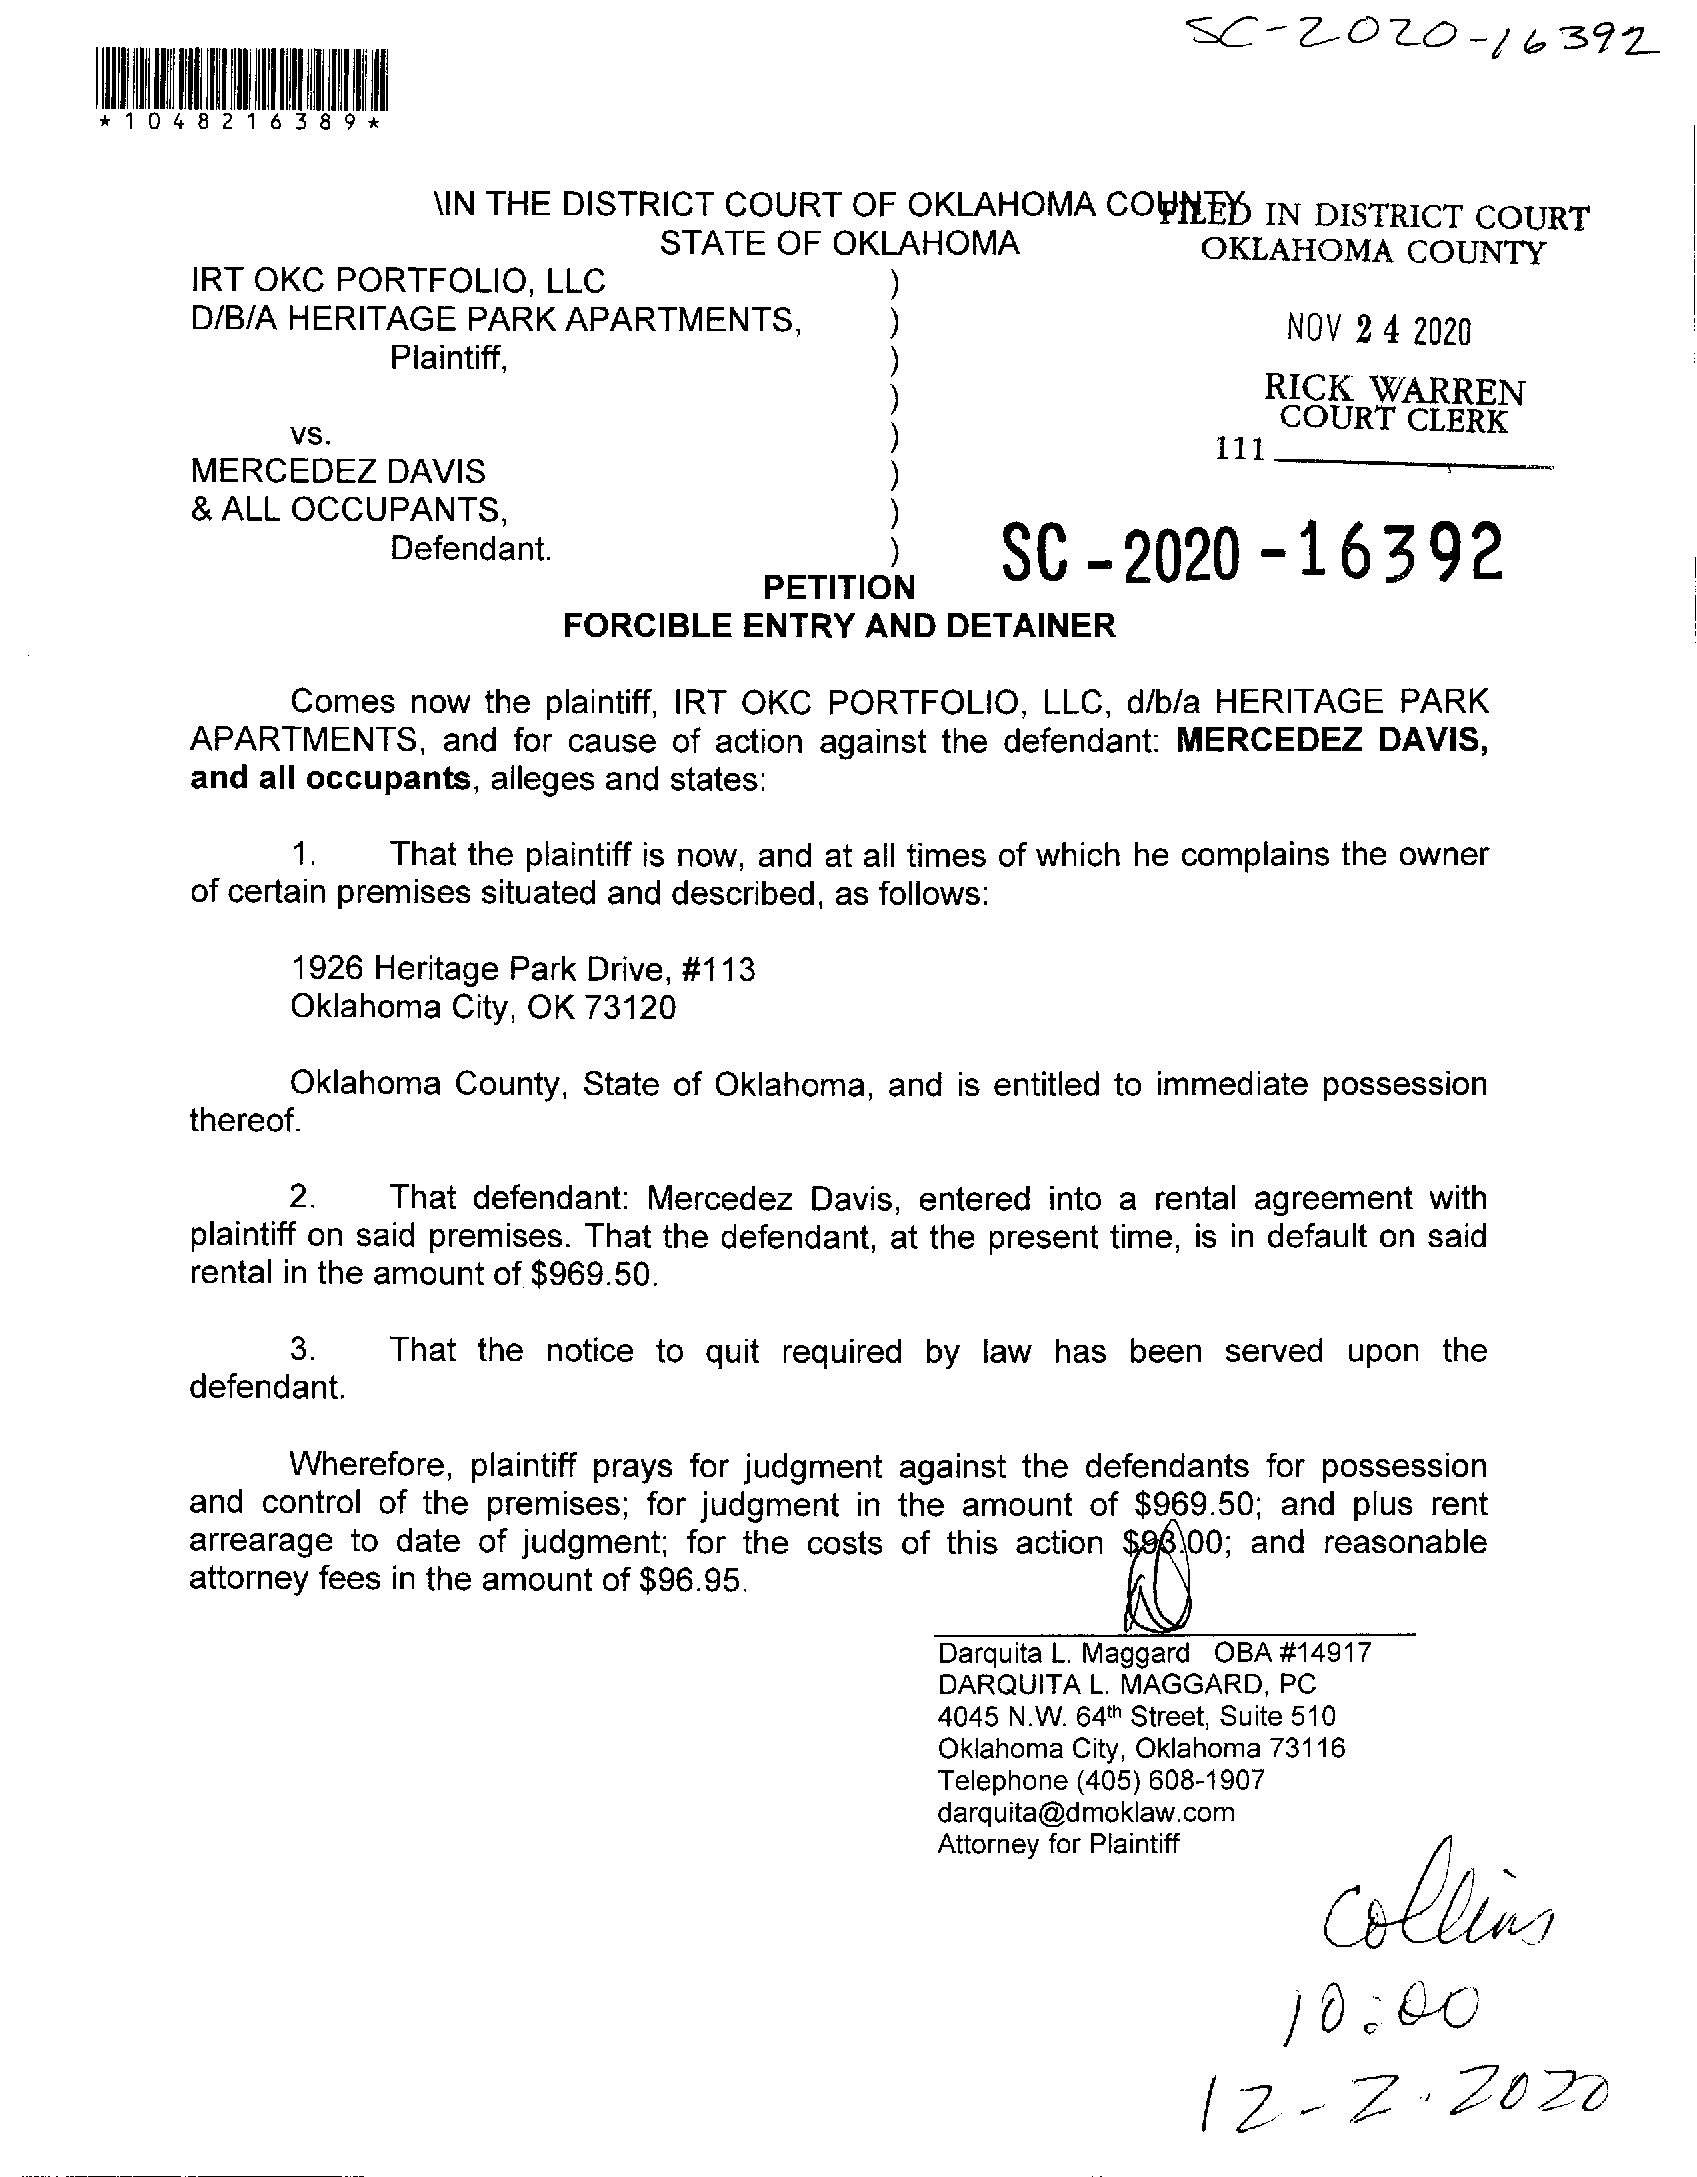 SC-2020-16392
*1048216389*
\IN THE DISTRICT COURT OF OKLAHOMA COUNTY
STATE OF OKLAHOMA
FILED IN DISTRICT COURT
OKLAHOMA COUNTY
NOV 24 2020
RICK WARREN
COURT CLERK
111
IRT OKC PORTFOLIO, LLC )
D/B/A HERITAGE PARK APARTMENTS, )
Plaintiff, )
)
vs. )
MERCEDEZ DAVIS )
& ALL OCCUPANTS, )
Defendant. )
SC-2020-16392
PETITION
FORCIBLE ENTRY AND DETAINER
Comes now the plaintiff, IRT OKC PORTFOLIO, LLC, d/b/a HERITAGE PARK
APARTMENTS, and for cause of action against the defendant: MERCEDEZ DAVIS,
and all occupants, alleges and states:
1. That the plaintiff is now, and at all times of which he complains the owner
of certain premises situated and described, as follows:
1926 Heritage Park Drive, #113
Oklahoma City, OK 73120
Oklahoma County, State of Oklahoma, and is entitled to immediate possession
thereof.
2. That defendant: Mercedez Davis, entered into a rental agreement with
plaintiff on said premises. That the defendant, at the present time, is in default on said
rental in the amount of $969.50.
3. That the notice to quit required by law has been served upon the
defendant.
Wherefore, plaintiff prays for judgment against the defendants for possession
and control of the premises; for judgment in the amount of $969.50; and plus rent
arrearage to date of judgment; for the costs of this action and reasonable
attorney fees in the amount of $96.95.
Darquita L. Maggard OBA #14917
DARQUITA L. MAGGARD, PC
4045 N.W. 64th Street, Suite 510
Oklahoma City, Oklahoma 73116
Telephone (405) 608-1907
darquita@dmoklaw.com
Attorney for Plaintiff
Collins
10:00
12-2-2020